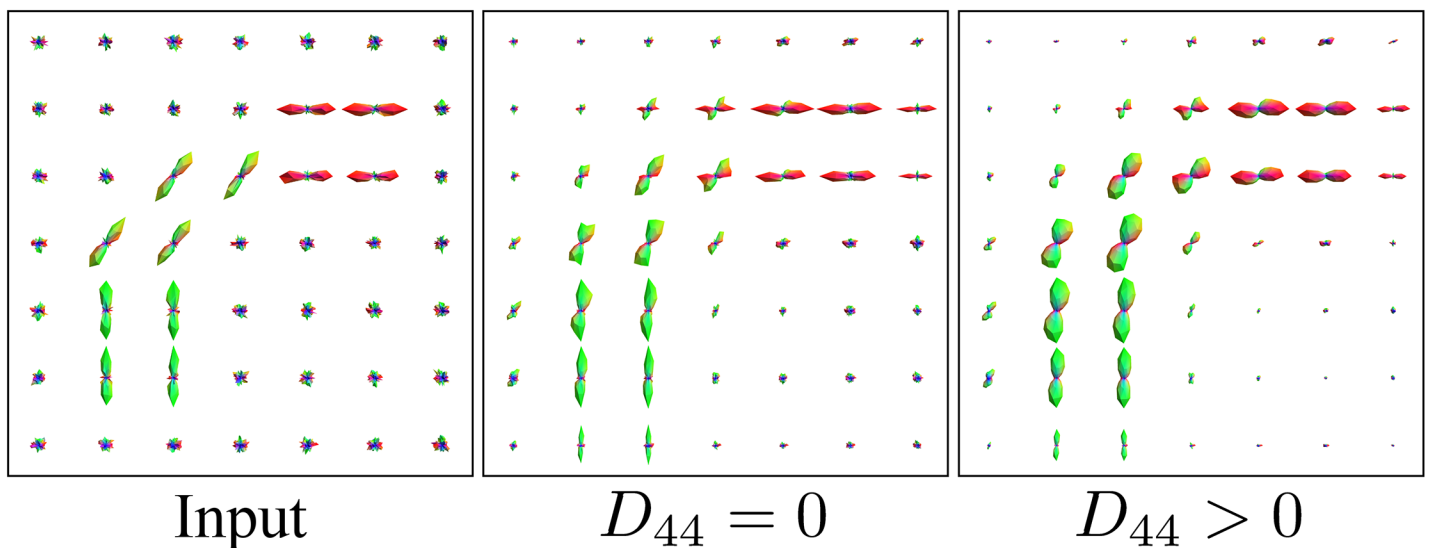 Input
D₄₄ = 0
D₄₄ > 0